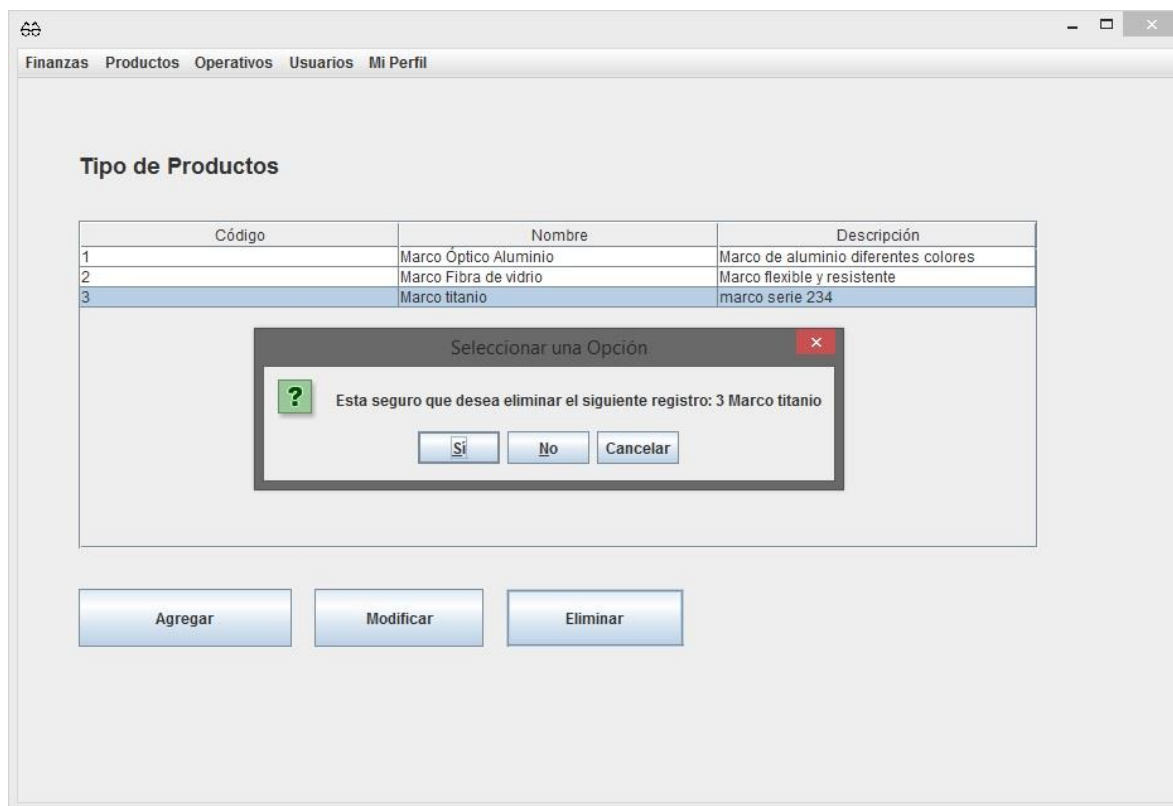 Finanzas Productos Operativos Usuarios Mi Perfil
Tipo de Productos
Código Nombre Descripción
1 Marco Óptico Aluminio Marco de aluminio diferentes colores
2 Marco Fibra de vidrio Marco flexible y resistente
3 Marco titanio marco serie 234
Seleccionar una Opción
? Esta seguro que desea eliminar el siguiente registro: 3 Marco titanio
Sí No Cancelar
Agregar Modificar Eliminar